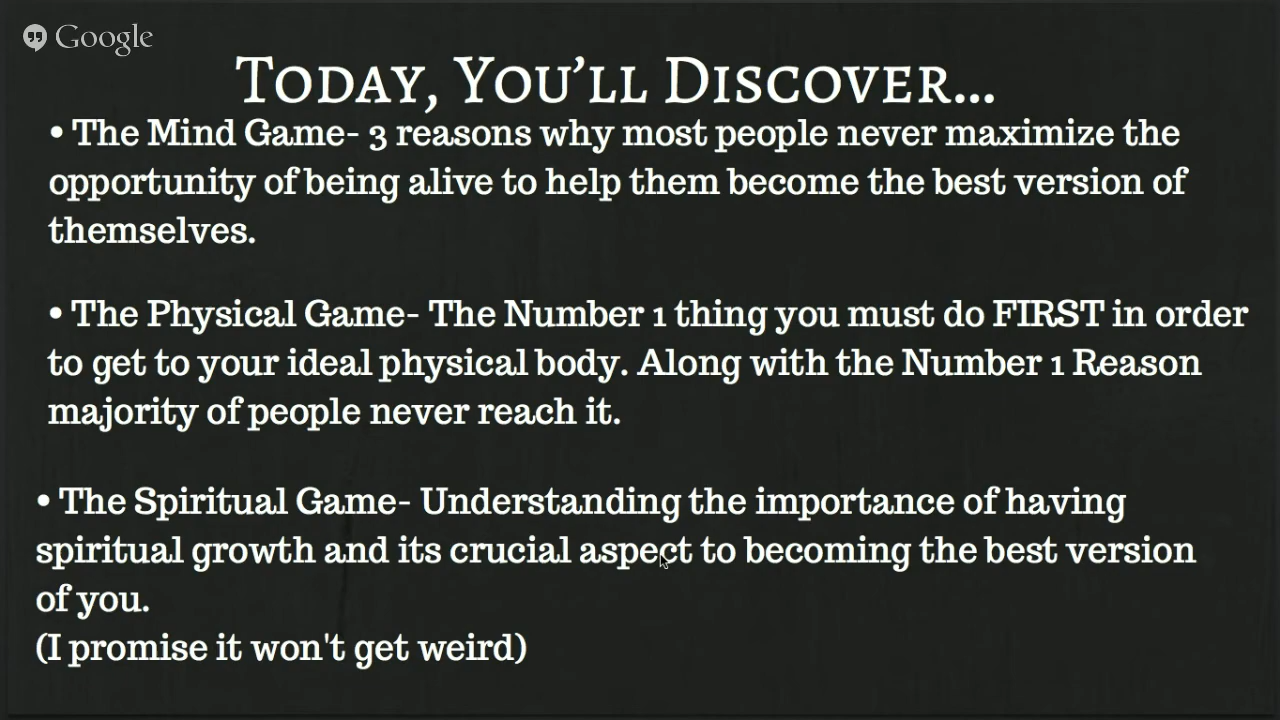 Google
Today, You’ll Discover...
• The Mind Game- 3 reasons why most people never maximize the
opportunity of being alive to help them become the best version of
themselves.
• The Physical Game- The Number 1 thing you must do FIRST in order
to get to your ideal physical body. Along with the Number 1 Reason
majority of people never reach it.
• The Spiritual Game- Understanding the importance of having
spiritual growth and its crucial aspect to becoming the best version
of you.
(I promise it won't get weird)